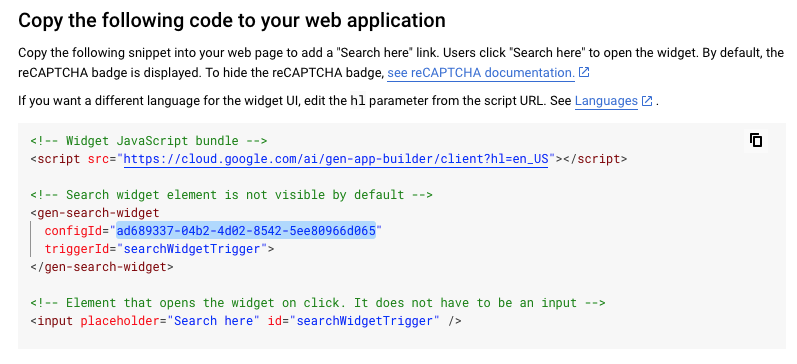 Copy the following code to your web application
Copy the following snippet into your web page to add a "Search here" link. Users click "Search here" to open the widget. By default, the
reCAPTCHA badge is displayed. To hide the reCAPTCHA badge, see reCAPTCHA documentation.
If you want a different language for the widget UI, edit the hl parameter from the script URL. See Languages .
<!-- Widget JavaScript bundle -->
<script src="https://cloud.google.com/ai/gen-app-builder/client?hl=en_US"></script>
<!-- Search widget element is not visible by default -->
<gen-search-widget
configId="ad689337-04b2-4d02-8542-5ee80966d065"
triggerId="searchWidgetTrigger">
</gen-search-widget>
<!-- Element that opens the widget on click. It does not have to be an input -->
<input placeholder="Search here" id="searchWidgetTrigger" />